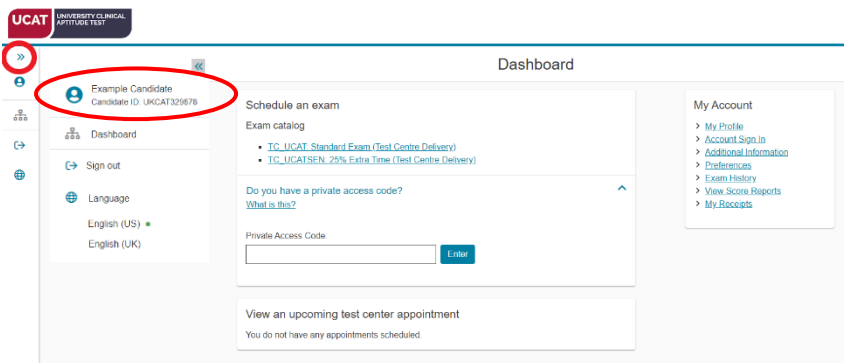 UCAT
UNIVERSITY CLINICAL
APTITUDE TEST
Dashboard
Example Candidate
Candidate ID: UKCAT329578
Dashboard
Sign out
Language
English (US)
English (UK)
Schedule an exam
Exam catalog
TC_UCAT: Standard Exam (Test Centre Delivery)
TC_UCATSEN: 25% Extra Time (Test Centre Delivery)
Do you have a private access code?
What is this?
Private Access Code:
Enter
View an upcoming test center appointment
You do not have any appointments scheduled.
My Account
My Profile
Account Sign In
Additional Information
Preferences
Exam History
View Score Reports
My Receipts